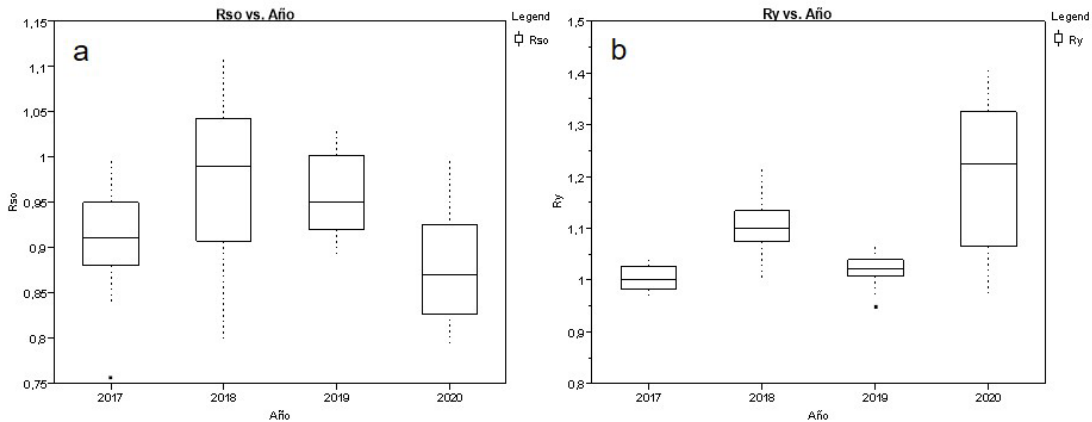 Rso vs. Año
1,15
1,1
1,05
1
0,95
0,9
0,85
0,8
0,75
Rso
a
2017
2018
2019
2020
Año
Legend
Rso
Ry vs. Año
1,5
1,4
1,3
1,2
1,1
1
0,9
0,8
Ry
b
2017
2018
2019
2020
Año
Legend
Ry